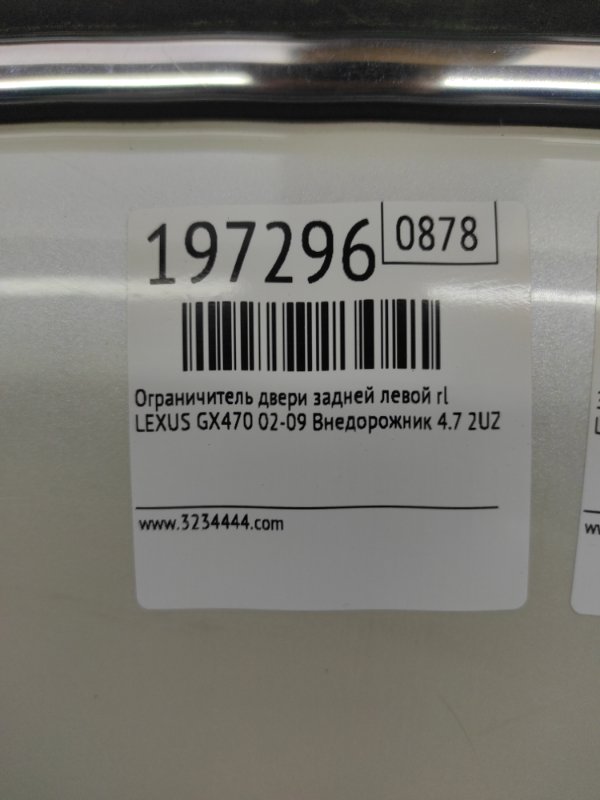 197296 0878
Ограничитель двери задней левой rl
LEXUS GX470 02-09 Внедорожник 4.7 2UZ
www.3234444.com